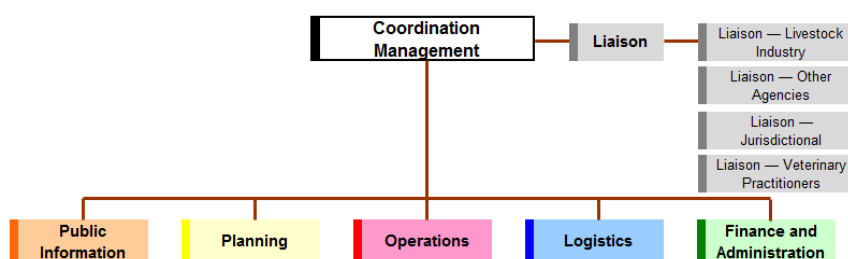 Coordination
Management
Liaison
Liaison — Livestock
Industry
Liaison — Other
Agencies
Liaison —
Jurisdictional
Liaison — Veterinary
Practitioners
Public
Information
Planning
Operations
Logistics
Finance and
Administration